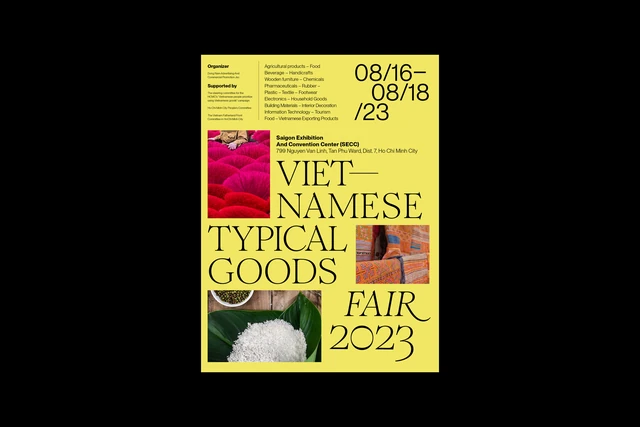 Organizer
Supported by
Agricultural products – Food
Beverage – Handicrafts
Wooden furniture – Chemicals
Pharmaceuticals – Rubber –
Plastic – Textile – Footwear
Electronics – Household Goods
Building Materials – Interior Decoration
Information Technology – Tourism
Food – Vietnamese Exporting Products
08/16–
08/18
/23
Saigon Exhibition
And Convention Center (SECC)
799 Nguyen Van Linh, Tan Phu Ward, Dist. 7, Ho Chi Minh City
VIET—
NAMESE
TYPICAL
GOODS
FAIR
2023